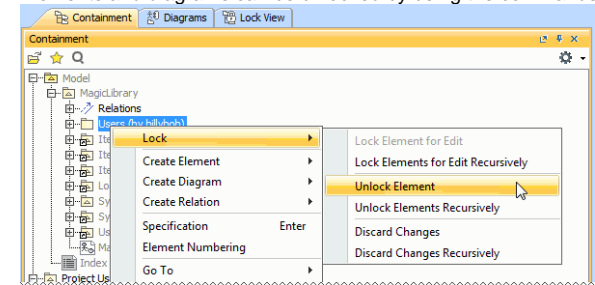 Containment Diagrams Lock View
Containment
Model
MagicLibrary
Relations
Users (by billybob)
Lock
Lock Element for Edit
Lock Elements for Edit Recursively
Create Element
Create Diagram
Unlock Element
Create Relation
Unlock Elements Recursively
Specification Enter
Discard Changes
Element Numbering
Discard Changes Recursively
Index
Go To
Project Us